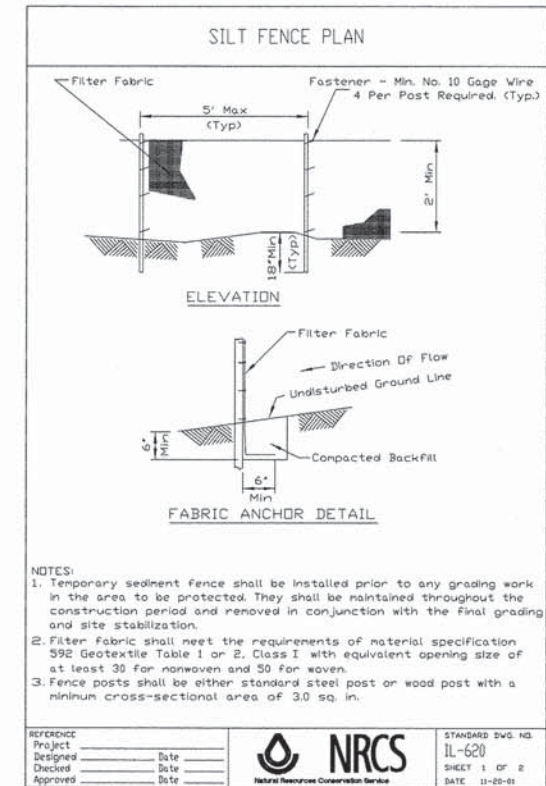 SILT FENCE PLAN
Filter Fabric
Fastener - Min. No. 10 Gage Wire
4 Per Post Required. (Typ.)
5' Max
(Typ)
2' Min
18"Min
(Typ)
ELEVATION
Filter Fabric
Direction Of Flow
Undisturbed Ground Line
6"
Min
Compacted Backfill
6"
Min
FABRIC ANCHOR DETAIL
NOTES:
1. Temporary sediment fence shall be installed prior to any grading work
in the area to be protected. They shall be maintained throughout the
construction period and removed in conjunction with the final grading
and site stabilization.
2. Filter fabric shall meet the requirements of material specification
592 Geotextile Table 1 or 2, Class I with equivalent opening size of
at least 30 for nonwoven and 50 for woven.
3. Fence posts shall be either standard steel post or wood post with a
minimum cross-sectional area of 3.0 sq. in.
REFERENCE
Project
Designed Date
Checked Date
Approved Date
NRCS
Natural Resources Conservation Service
STANDARD DWG. NO.
IL-620
SHEET 1 OF 2
DATE 11-20-01